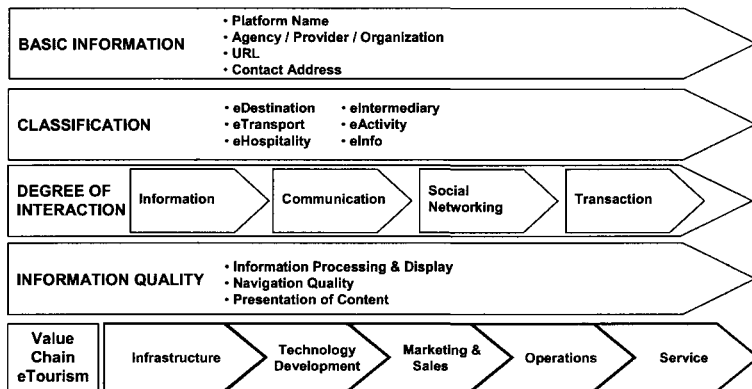 BASIC INFORMATION
• Platform Name
• Agency / Provider / Organization
• URL
• Contact Address
CLASSIFICATION
• eDestination • eIntermediary
• eTransport • eActivity
• eHospitality • eInfo
DEGREE OF
INTERACTION
Information
Communication
Social
Networking
Transaction
INFORMATION QUALITY
• Information Processing & Display
• Navigation Quality
• Presentation of Content
Value
Chain
eTourism
Infrastructure
Technology
Development
Marketing &
Sales
Operations
Service